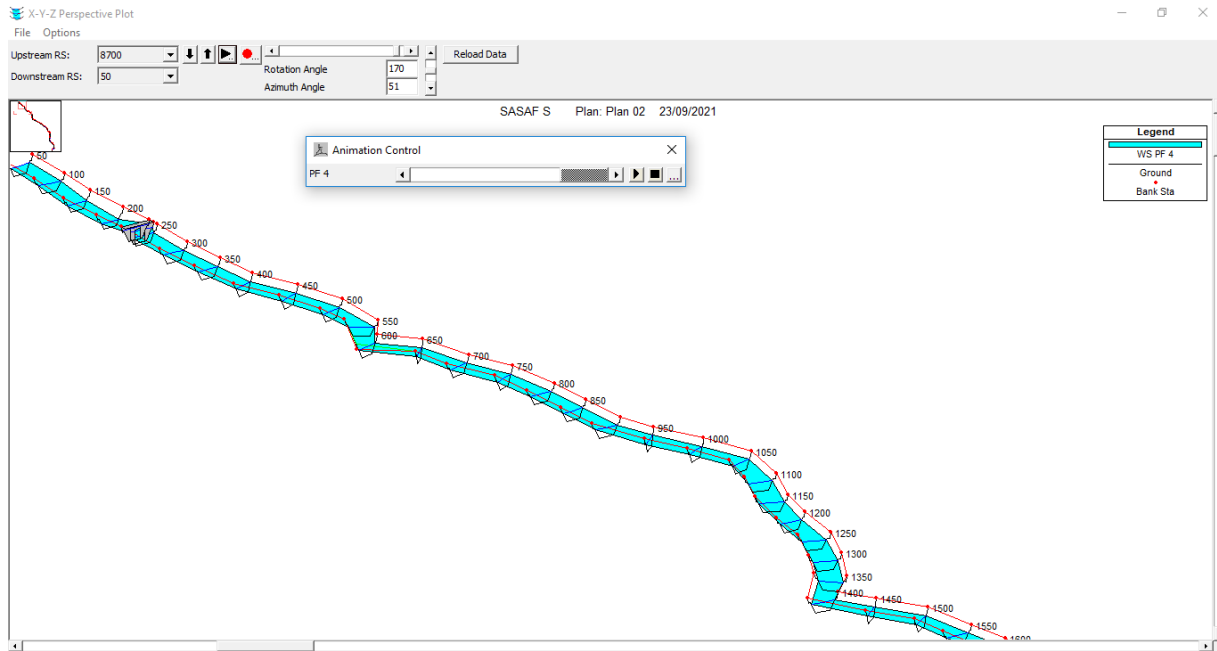 X-Y-Z Perspective Plot
File Options
Upstream RS: 8700
Downstream RS: 50
Rotation Angle 170
Azimuth Angle 51
Reload Data
SASAF S Plan: Plan 02 23/09/2021
Animation Control
PF 4
...
Legend
WS PF 4
Ground
Bank Sta
50
100
150
200
250
300
350
400
450
500
550
600
650
700
750
800
850
950
1000
1050
1100
1150
1200
1250
1300
1350
1400
1450
1500
1550
1600